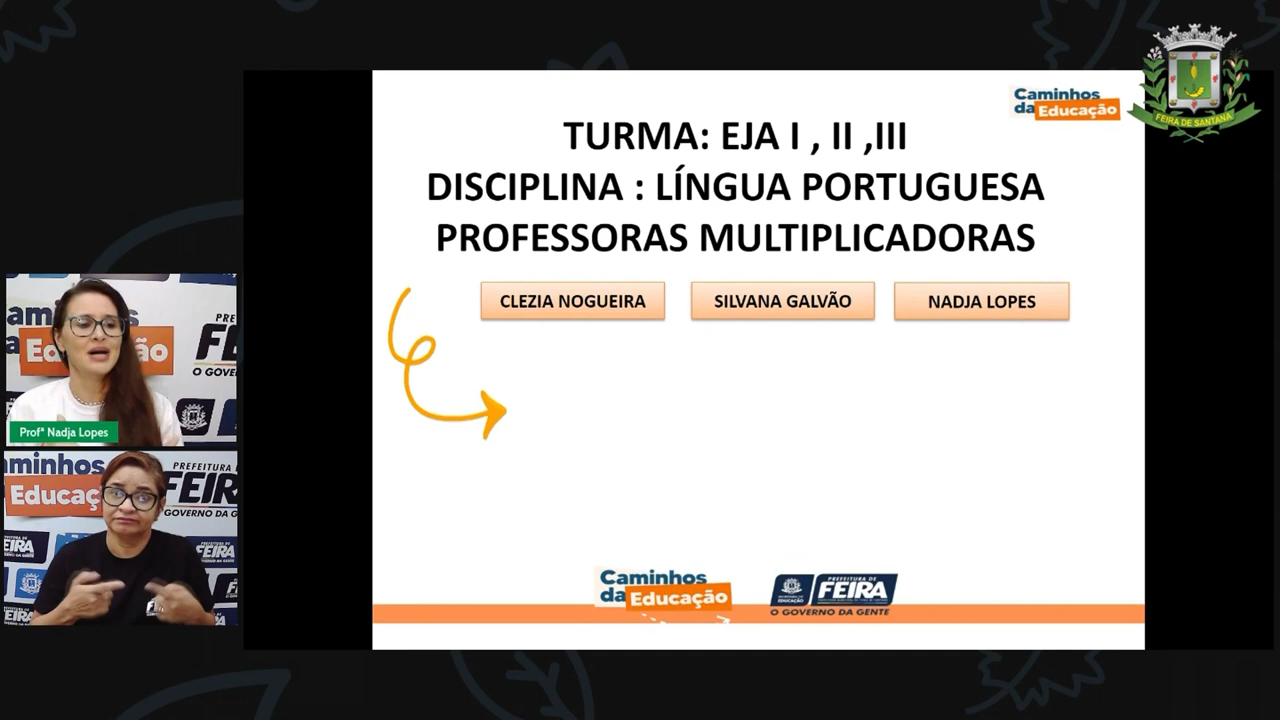 Caminhos
da Educação
FEIRA DE SANTANA
TURMA: EJA I , II ,III
DISCIPLINA : LÍNGUA PORTUGUESA
PROFESSORAS MULTIPLICADORAS
CLEZIA NOGUEIRA
SILVANA GALVÃO
NADJA LOPES
Profª Nadja Lopes
Caminhos
da Educação
PREFEITURA DE
FEIRA
O GOVERNO DA GENTE